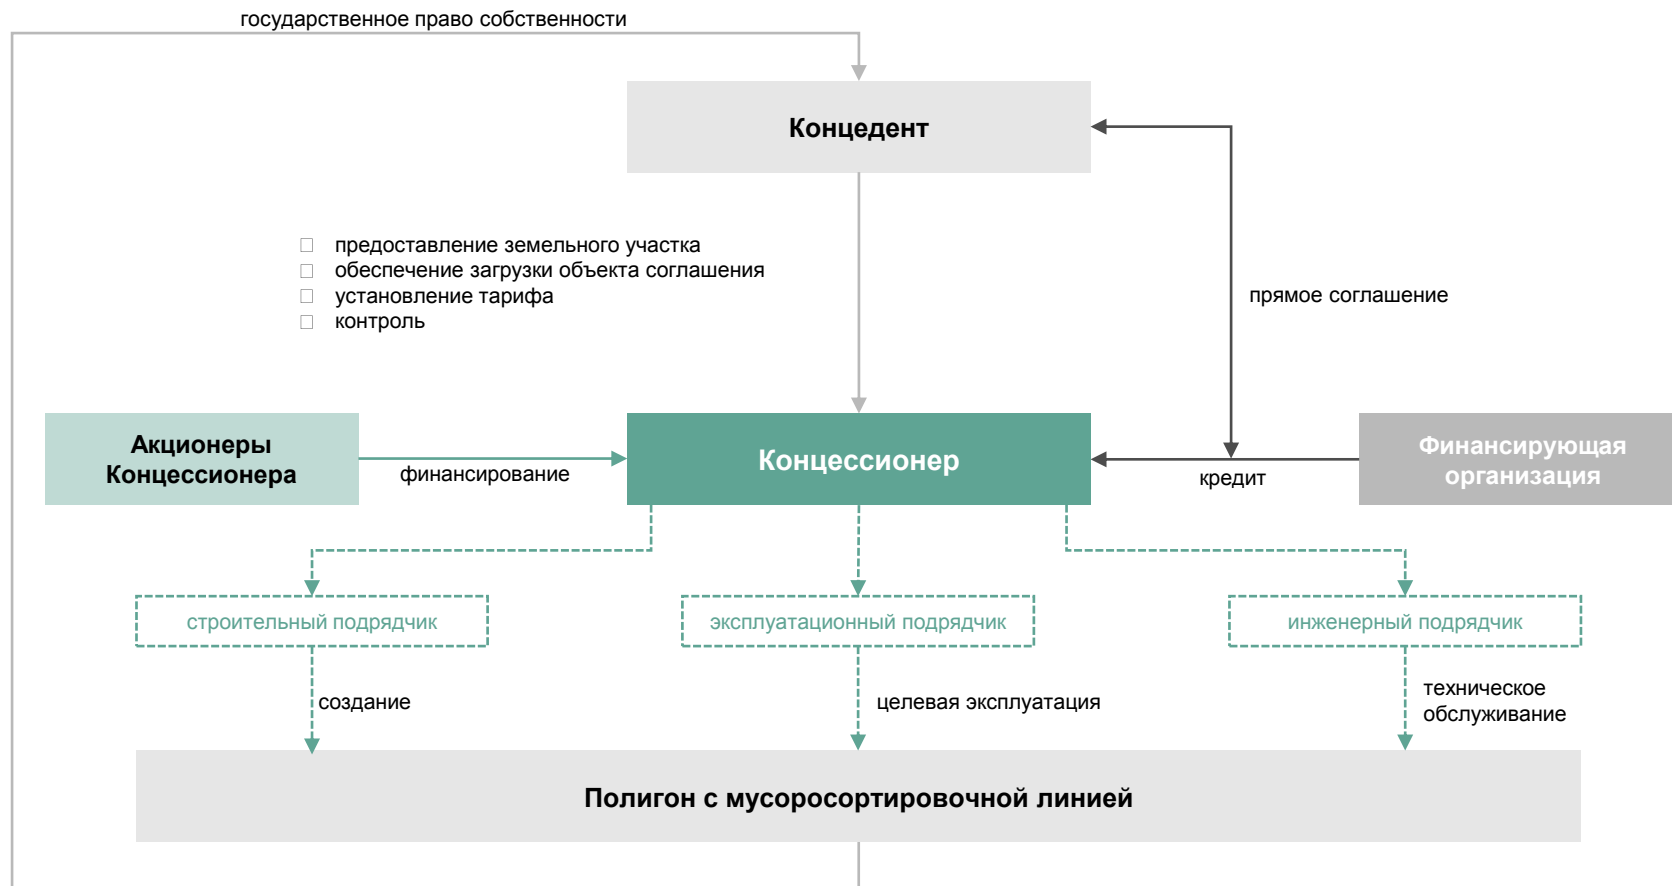 государственное право собственности
Концедент
предоставление земельного участка
обеспечение загрузки объекта соглашения
установление тарифа
контроль
прямое соглашение
Акционеры
Концессионера
финансирование
Концессионер
кредит
Финансирующая
организация
строительный подрядчик
эксплуатационный подрядчик
инженерный подрядчик
создание
целевая эксплуатация
техническое
обслуживание
Полигон с мусоросортировочной линией